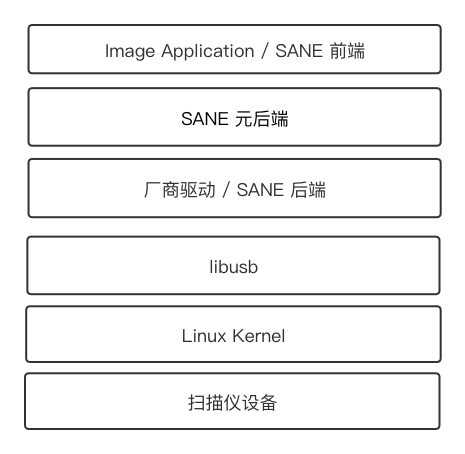 Image Application / SANE 前端
SANE 元后端
厂商驱动 / SANE 后端
libusb
Linux Kernel
扫描仪设备